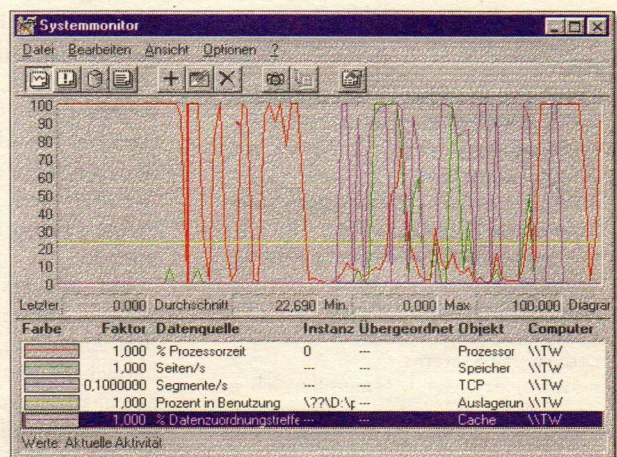 Systemmonitor
Datei Bearbeiten Ansicht Optionen ?
100
90
80
70
60
50
40
30
20
10
0
Letzter 0.000 Durchschnitt 22,690 Min. 0,000 Max 100,000 Diagrar
Farbe Faktor Datenquelle Instanz Übergeordnet Objekt Computer
1,000 % Prozessorzeit 0 --- Prozessor \\TW
1,000 Seiten/s --- --- Speicher \\TW
0,1000000 Segmente/s --- --- TCP \\TW
1,000 Prozent in Benutzung \??\D:\p --- Auslagerun \\TW
1,000 % Datenzuordnungstreffe --- --- Cache \\TW
Werte: Aktuelle Aktivität